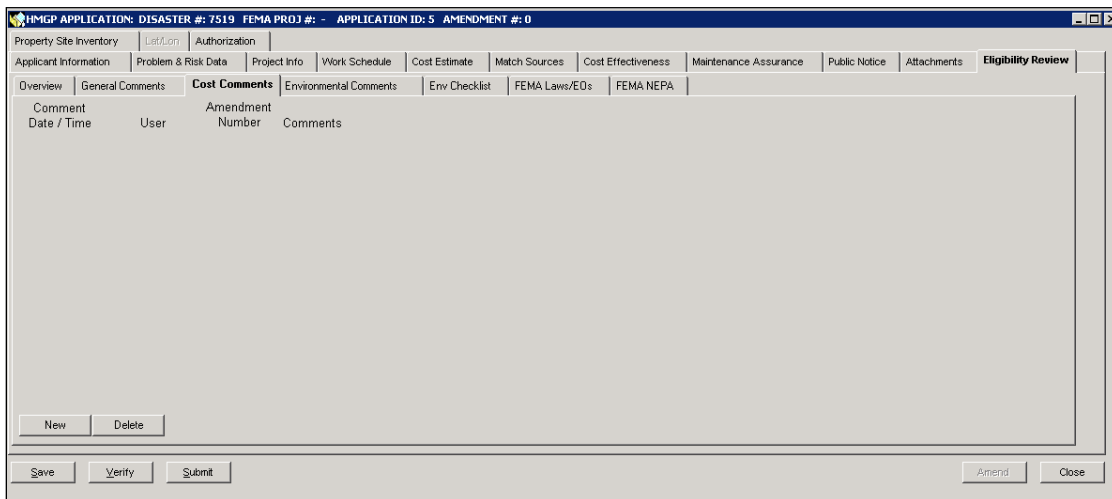 HMGP APPLICATION: DISASTER #: 7519 FEMA PROJ #: - APPLICATION ID: 5 AMENDMENT #: 0
Property Site Inventory Lat/Lon Authorization
Applicant Information Problem & Risk Data Project Info Work Schedule Cost Estimate Match Sources Cost Effectiveness Maintenance Assurance Public Notice Attachments Eligibility Review
Overview General Comments Cost Comments Environmental Comments Env Checklist FEMA Laws/EOs FEMA NEPA
Comment Amendment
Date / Time User Number Comments
New Delete
Save Verify Submit Amend Close